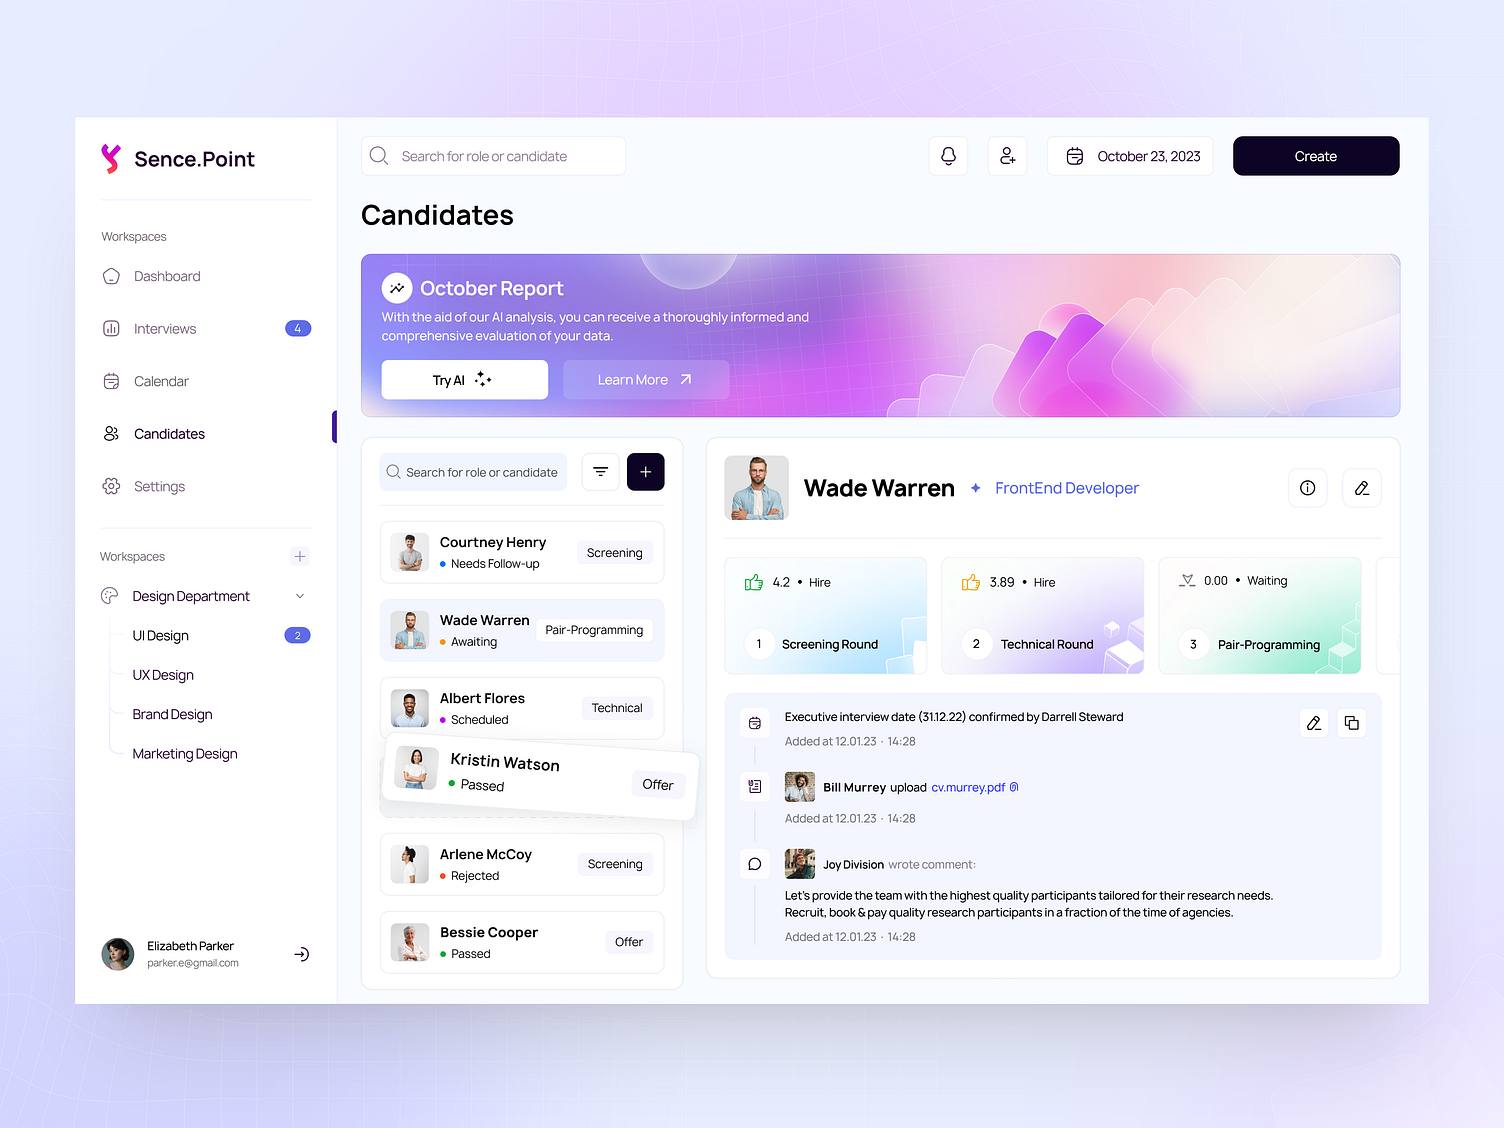 Sence.Point
Workspaces
Dashboard
Interviews
4
Calendar
Candidates
Settings
Workspaces
Design Department
UI Design
2
UX Design
Brand Design
Marketing Design
Elizabeth Parker
parker.e@gmail.com
Search for role or candidate
October 23, 2023
Create
Candidates
October Report
With the aid of our AI analysis, you can receive a thoroughly informed and
comprehensive evaluation of your data.
Try AI
Learn More
Search for role or candidate
Courtney Henry
Needs Follow-up
Screening
Wade Warren
Awaiting
Pair-Programming
Albert Flores
Scheduled
Technical
Kristin Watson
Passed
Offer
Arlene McCoy
Rejected
Screening
Bessie Cooper
Passed
Offer
Wade Warren
FrontEnd Developer
4.2 • Hire
1 Screening Round
3.89 • Hire
2 Technical Round
0.00 • Waiting
3 Pair-Programming
Executive interview date (31.12.22) confirmed by Darrell Steward
Added at 12.01.23 · 14:28
Bill Murrey upload cv.murrey.pdf
Added at 12.01.23 · 14:28
Joy Division wrote comment:
Let's provide the team with the highest quality participants tailored for their research needs.
Recruit, book & pay quality research participants in a fraction of the time of agencies.
Added at 12.01.23 · 14:28